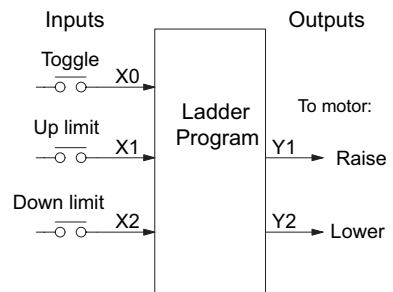 Inputs
Outputs
Toggle
X0
Ladder
Program
To motor:
Up limit
X1
Y1
Raise
Down limit
X2
Y2
Lower